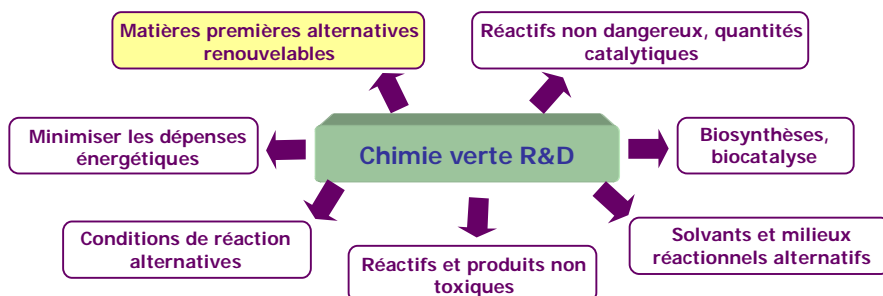 Matières premières alternatives
renouvelables
Réactifs non dangereux, quantités
catalytiques
Minimiser les dépenses
énergétiques
Chimie verte R&D
Biosynthèses,
biocatalyse
Conditions de réaction
alternatives
Réactifs et produits non
toxiques
Solvants et milieux
réactionnels alternatifs